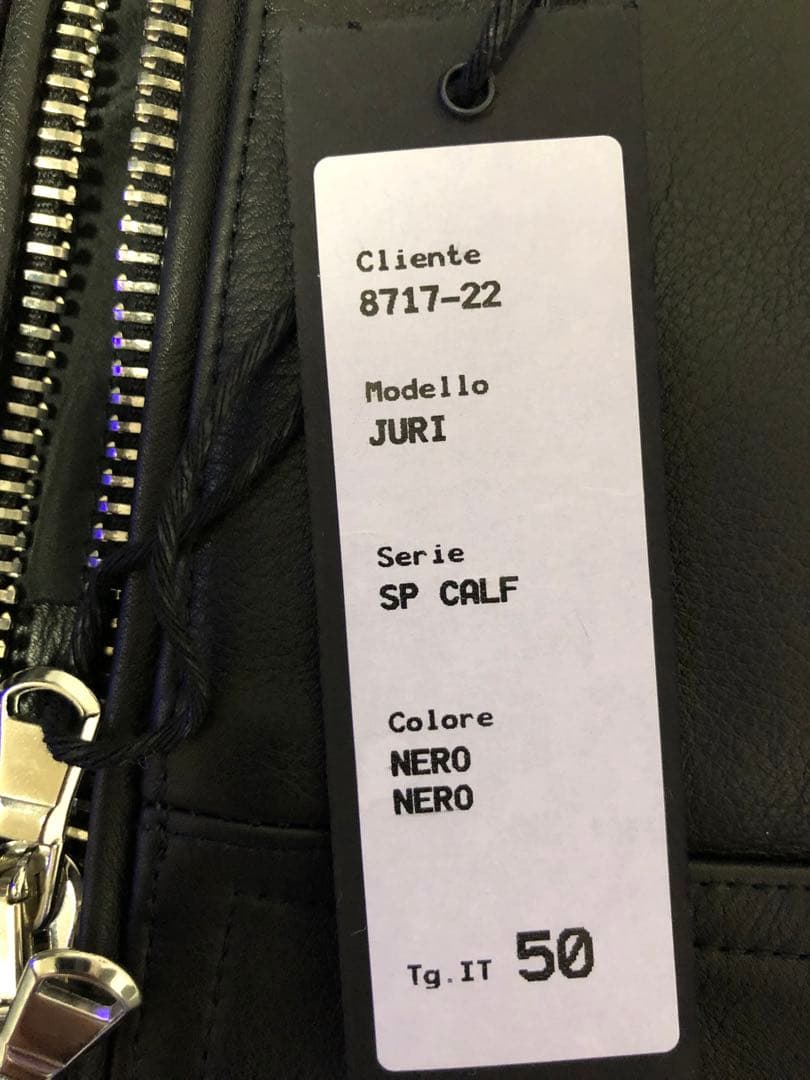 Cliente
8717-22
Modello
JURI
Serie
SP CALF
Colore
NERO
NERO
Tg.IT 50